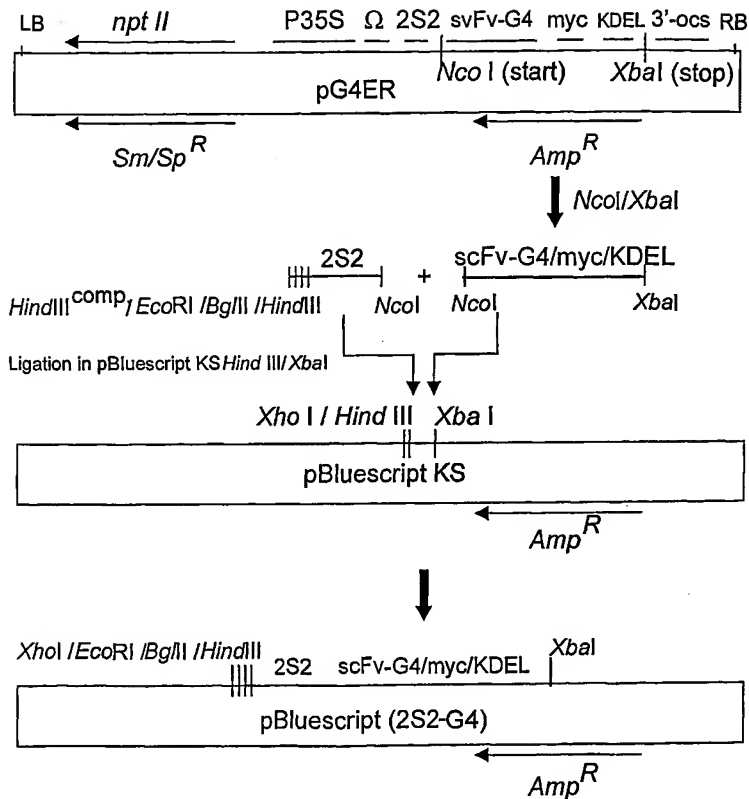 LB npt II P35S Ω 2S2 svFv-G4 myc KDEL 3'-ocs RB
Nco I (start) XbaI (stop)
pG4ER
Sm/Sp^R Amp^R
NcoI/XbaI
2S2 + scFv-G4/myc/KDEL
HindIII^comp/ EcoRI /BglII /HindIII NcoI NcoI XbaI
Ligation in pBluescript KS Hind III/XbaI
Xho I / Hind III Xba I
pBluescript KS
Amp^R
XhoI /EcoRI /BglII /HindIII 2S2 scFv-G4/myc/KDEL XbaI
pBluescript (2S2-G4)
Amp^R